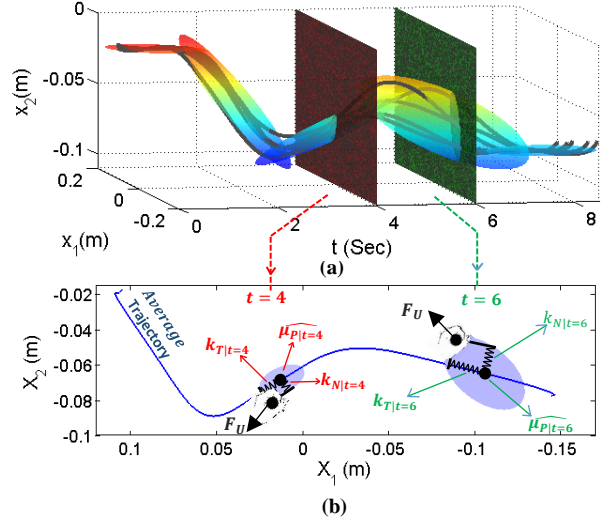 0
-0.05
-0.1
x2(m)
0.2
0
-0.2
x1(m)
0
2
4
6
8
t (Sec)
(a)
t = 4
t = 6
-0.02
-0.04
-0.06
-0.08
-0.1
X2 (m)
Average
Trajectory
kT|t=4
μ̂P|t=4
kN|t=4
FU
FU
kN|t=6
kT|t=6
μ̂P|t=6
0.1
0.05
0
-0.05
-0.1
-0.15
X1 (m)
(b)